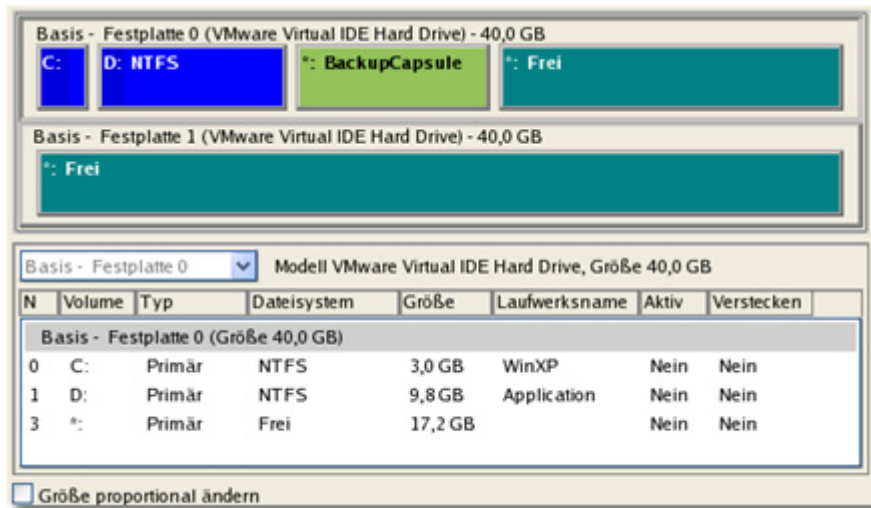 Basis - Festplatte 0 (VMware Virtual IDE Hard Drive) - 40,0 GB
C: D: NTFS *: BackupCapsule *: Frei
Basis - Festplatte 1 (VMware Virtual IDE Hard Drive) - 40,0 GB
*: Frei
Basis - Festplatte 0 Modell VMware Virtual IDE Hard Drive, Größe 40,0 GB
N Volume Typ Dateisystem Größe Laufwerksname Aktiv Verstecken
Basis - Festplatte 0 (Größe 40,0 GB)
0 C: Primär NTFS 3,0 GB WinXP Nein Nein
1 D: Primär NTFS 9,8 GB Application Nein Nein
3 *: Primär Frei 17,2 GB Nein Nein
Größe proportional ändern